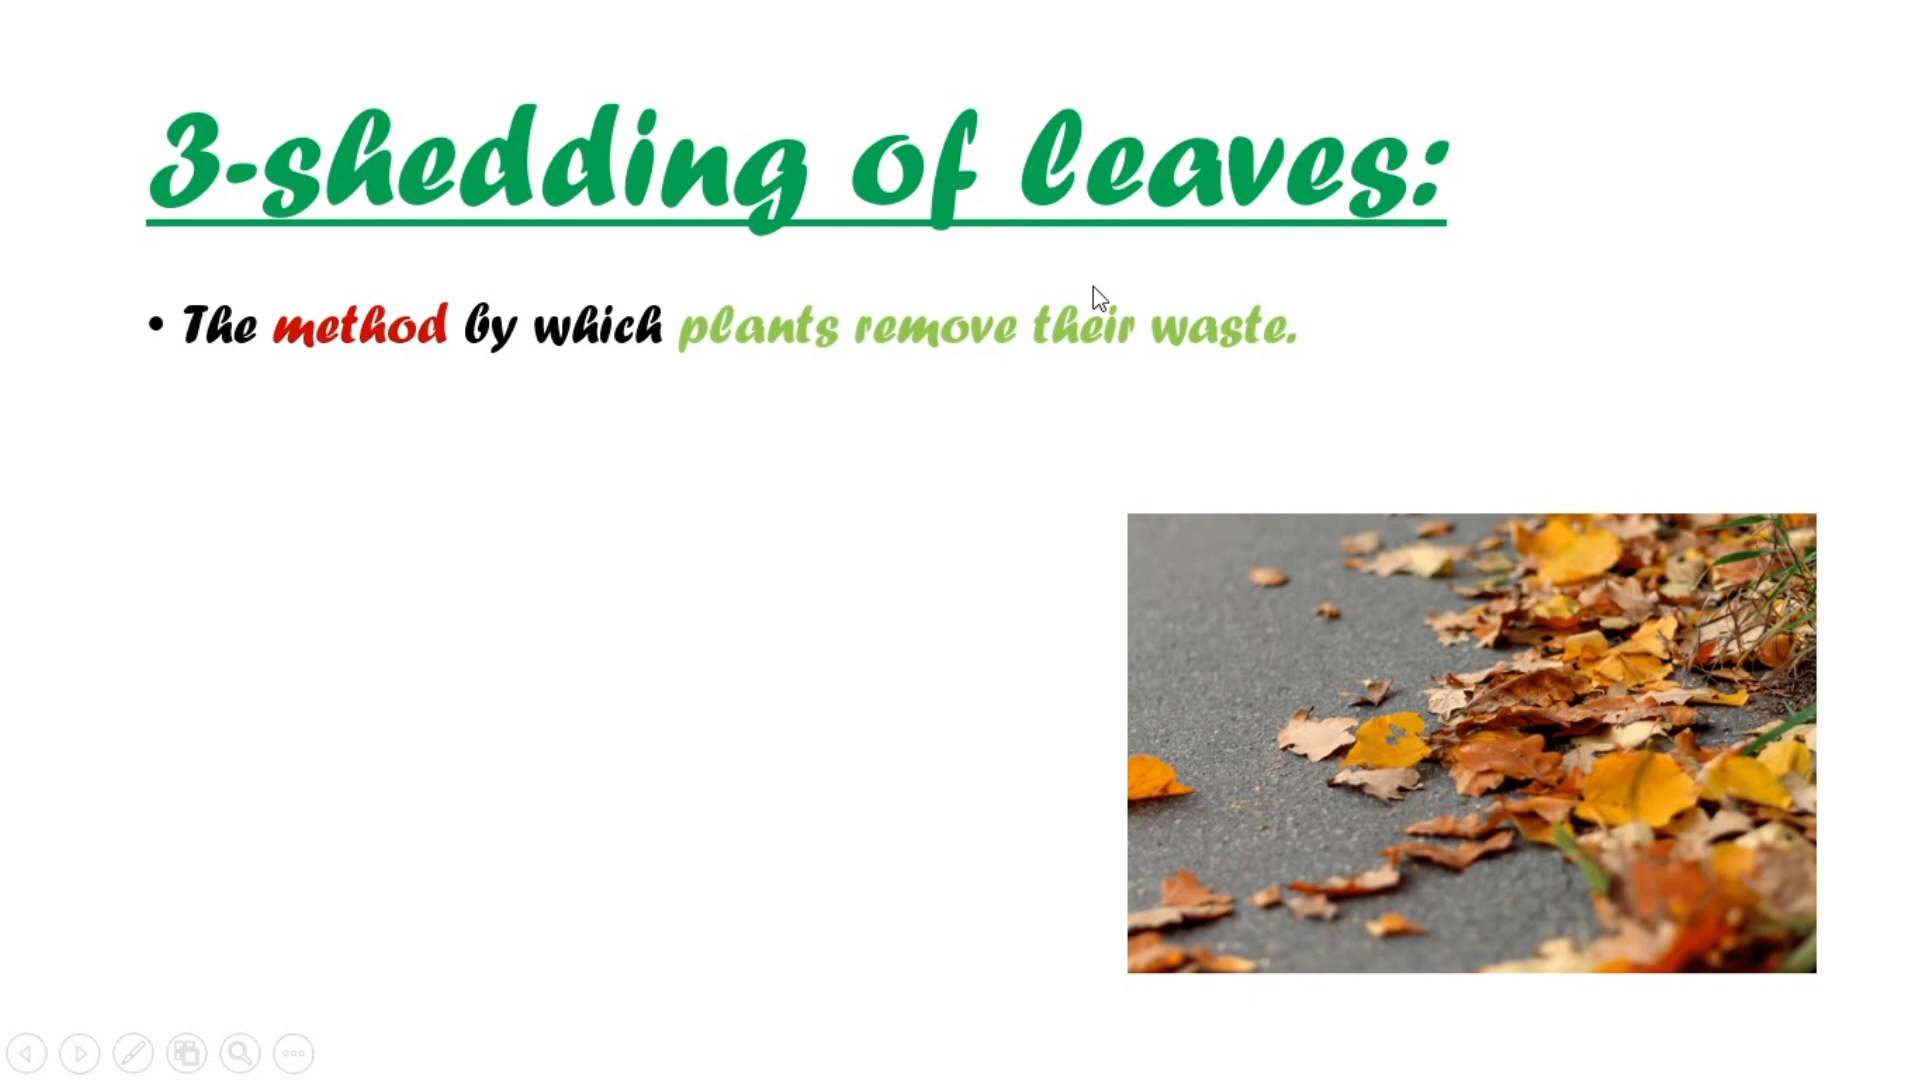 3-shedding of leaves:
• The method by which plants remove their waste.